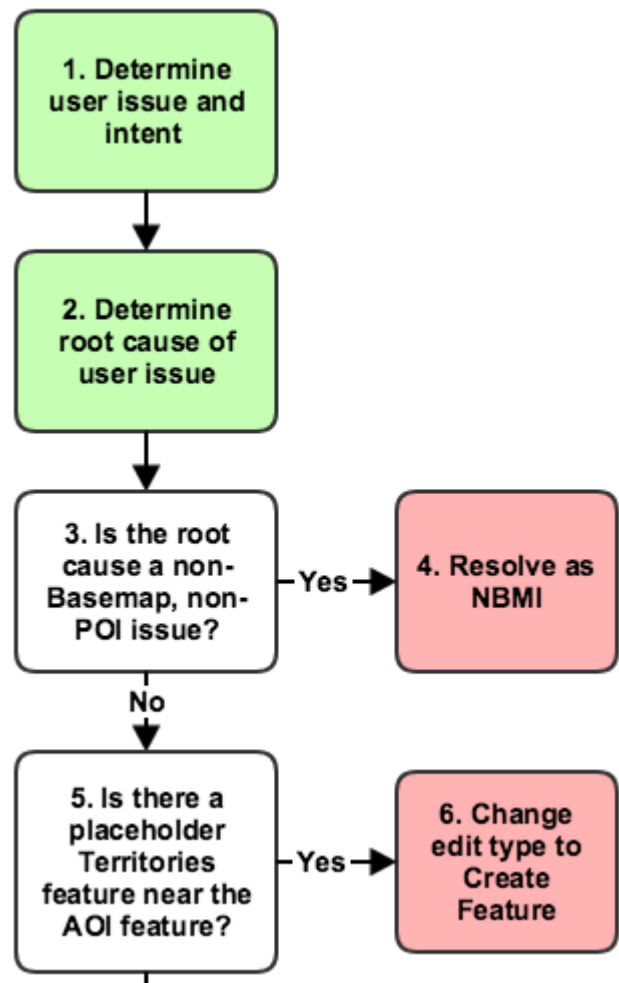 1. Determine
user issue and
intent
2. Determine
root cause of
user issue
3. Is the root
cause a non-
Basemap, non-
POI issue?
Yes
4. Resolve as
NBMI
No
5. Is there a
placeholder
Territories
feature near the
AOI feature?
Yes
6. Change
edit type to
Create
Feature